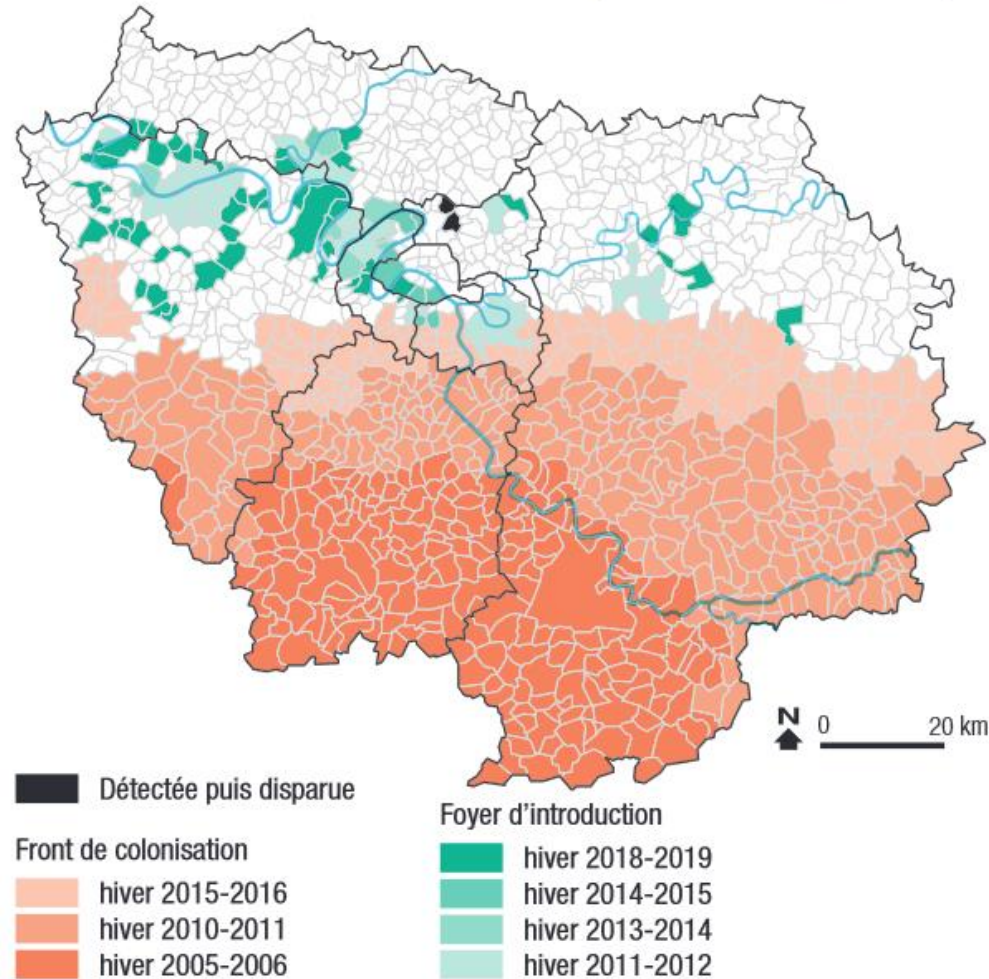 N
0 20 km
Détectée puis disparue
Front de colonisation
hiver 2015-2016
hiver 2010-2011
hiver 2005-2006
Foyer d'introduction
hiver 2018-2019
hiver 2014-2015
hiver 2013-2014
hiver 2011-2012